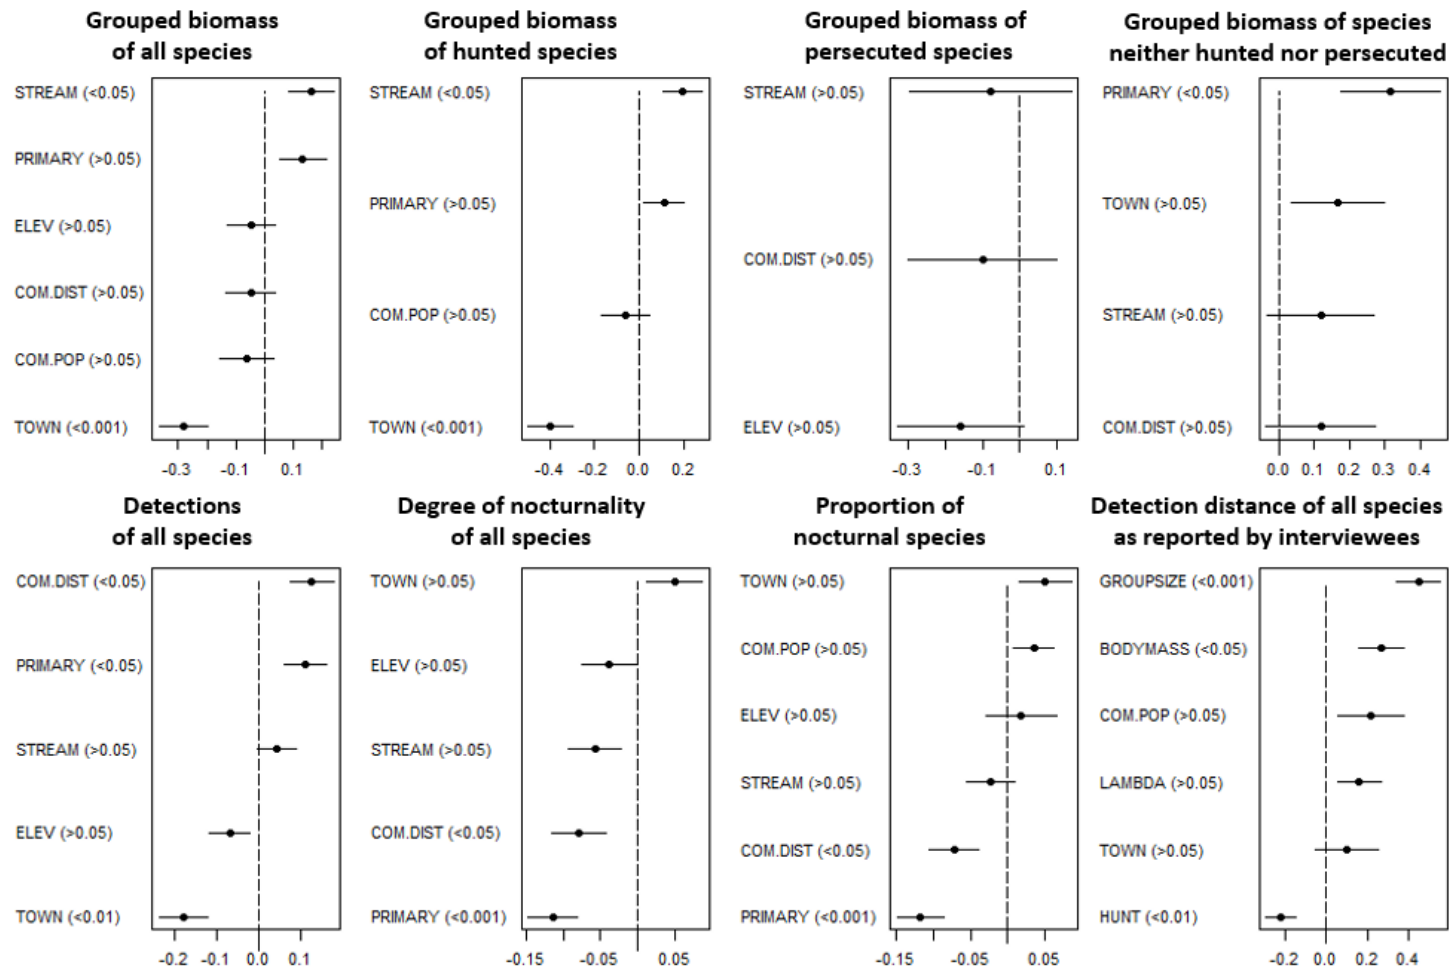 Grouped biomass
of all species
STREAM (<0.05)
PRIMARY (>0.05)
ELEV (>0.05)
COM.DIST (>0.05)
COM.POP (>0.05)
TOWN (<0.001)
-0.3 -0.1 0.1
Grouped biomass
of hunted species
STREAM (<0.05)
PRIMARY (>0.05)
COM.POP (>0.05)
TOWN (<0.001)
-0.4 -0.2 0.0 0.2
Grouped biomass of
persecuted species
STREAM (>0.05)
COM.DIST (>0.05)
ELEV (>0.05)
-0.3 -0.1 0.1
Grouped biomass of species
neither hunted nor persecuted
PRIMARY (<0.05)
TOWN (>0.05)
STREAM (>0.05)
COM.DIST (>0.05)
0.0 0.1 0.2 0.3 0.4
Detections
of all species
COM.DIST (<0.05)
PRIMARY (<0.05)
STREAM (>0.05)
ELEV (>0.05)
TOWN (<0.01)
-0.2 -0.1 0.0 0.1
Degree of nocturnality
of all species
TOWN (>0.05)
ELEV (>0.05)
STREAM (>0.05)
COM.DIST (<0.05)
PRIMARY (<0.001)
-0.15 -0.05 0.05
Proportion of
nocturnal species
TOWN (>0.05)
COM.POP (>0.05)
ELEV (>0.05)
STREAM (>0.05)
COM.DIST (<0.05)
PRIMARY (<0.001)
-0.15 -0.05 0.05
Detection distance of all species
as reported by interviewees
GROUPSIZE (<0.001)
BODYMASS (<0.05)
COM.POP (>0.05)
LAMBDA (>0.05)
TOWN (>0.05)
HUNT (<0.01)
-0.2 0.0 0.2 0.4